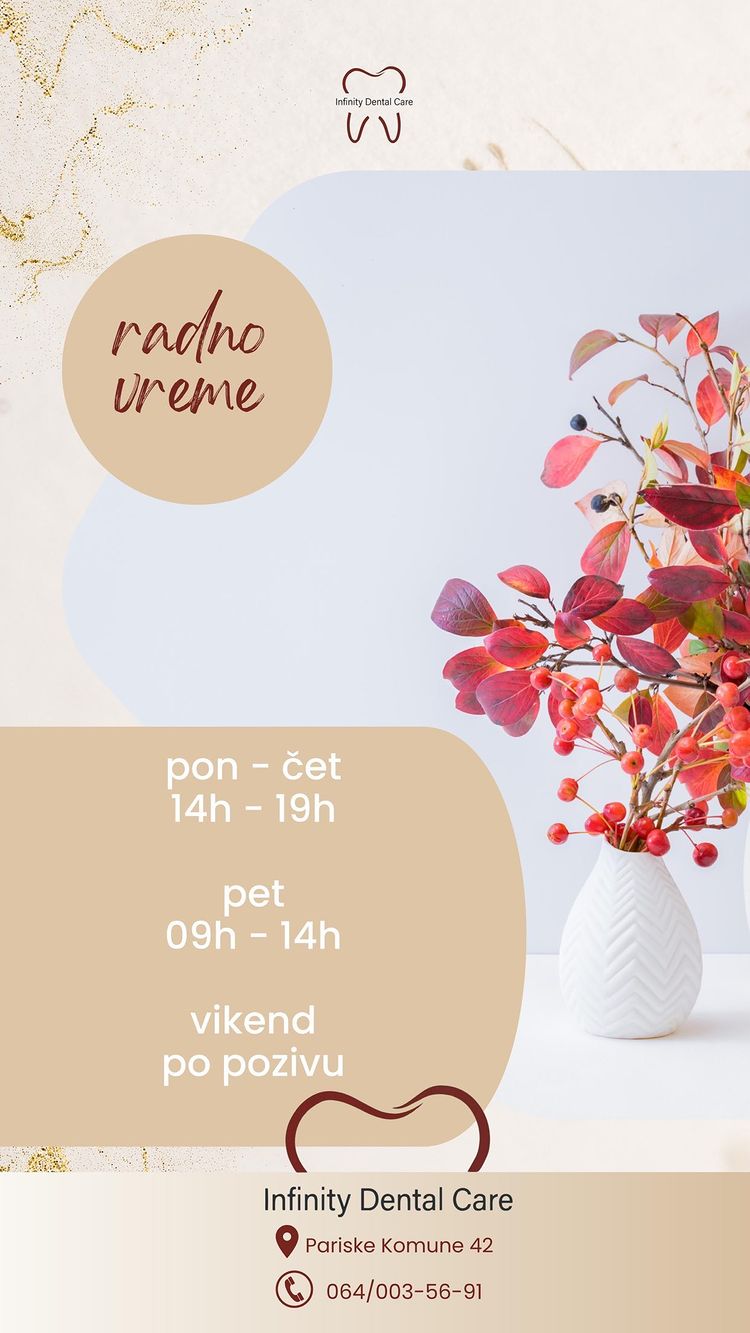 Infinity Dental Care
radno
vreme
pon - čet
14h - 19h
pet
09h - 14h
vikend
po pozivu
Infinity Dental Care
Pariske Komune 42
064/003-56-91